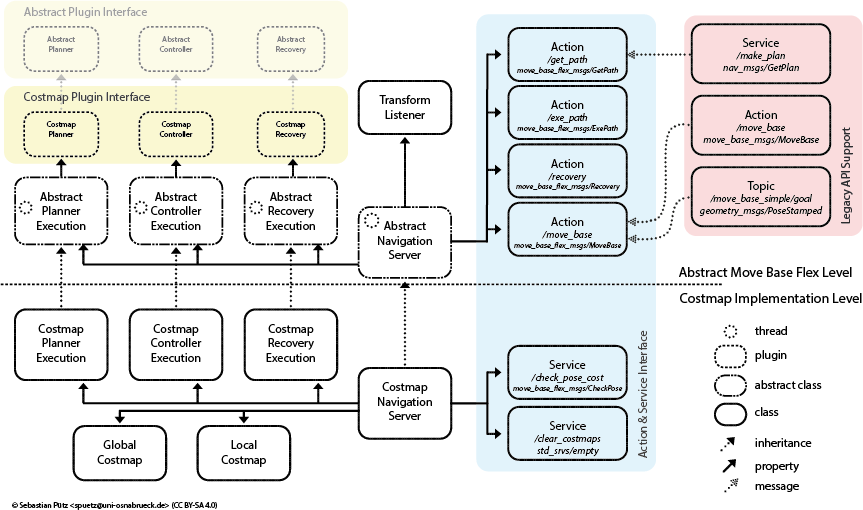 Abstract Plugin Interface
Abstract
Planner
Abstract
Controller
Abstract
Recovery
Costmap Plugin Interface
Costmap
Planner
Costmap
Controller
Costmap
Recovery
Abstract
Planner
Execution
Abstract
Controller
Execution
Abstract
Recovery
Execution
Transform
Listener
Abstract
Navigation
Server
Action
/get_path
move_base_flex_msgs/GetPath
Action
/exe_path
move_base_flex_msgs/ExePath
Action
/recovery
move_base_flex_msgs/Recovery
Action
/move_base
move_base_flex_msgs/MoveBase
Service
/make_plan
nav_msgs/GetPlan
Action
/move_base
move_base_msgs/MoveBase
Topic
/move_base_simple/goal
geometry_msgs/PoseStamped
Legacy API Support
Abstract Move Base Flex Level
Costmap Implementation Level
Costmap
Planner
Execution
Costmap
Controller
Execution
Costmap
Recovery
Execution
Costmap
Navigation
Server
Global
Costmap
Local
Costmap
Service
/check_pose_cost
move_base_flex_msgs/CheckPose
Service
/clear_costmaps
std_srvs/empty
Action & Service Interface
thread
plugin
abstract class
class
inheritance
property
message
© Sebastian Pütz <spuetz@uni-osnabrueck.de> (CC BY-SA 4.0)